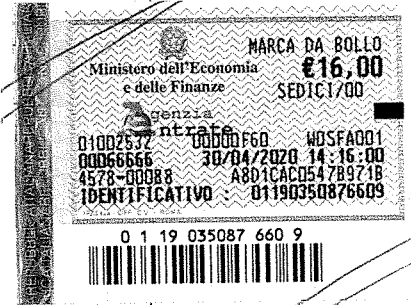 MARCA DA BOLLO
Ministero dell'Economia
e delle Finanze
€16,00
SEDICI/00
Agenzia
Entrate
01002532 00000F60 W0SFA001
00066666 30/04/2020 14:16:00
4578-00088 A8D1CAC0547B971B
IDENTIFICATIVO : 01190350876609
0 1 19 035087 660 9